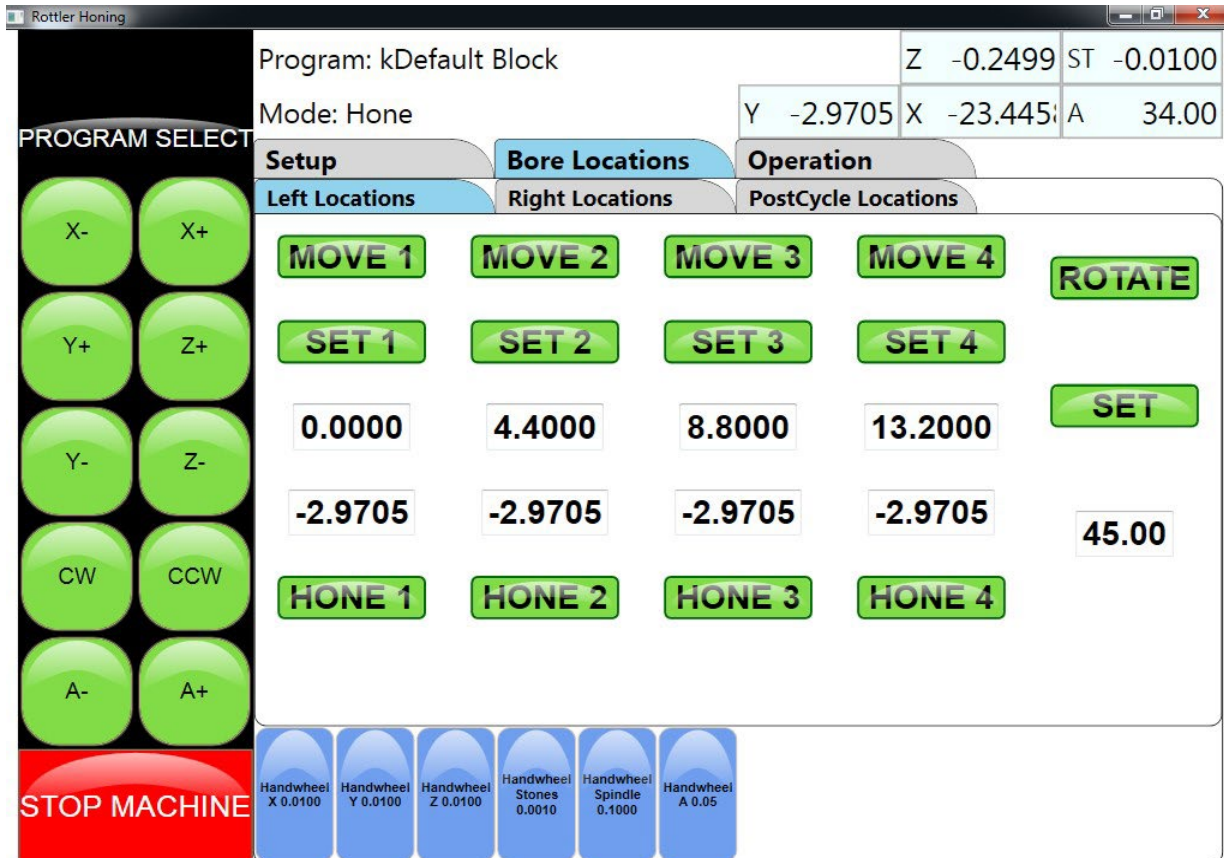 Rottler Honing
Program: kDefault Block
Z -0.2499 ST -0.0100
Mode: Hone
Y -2.9705 X -23.445 A 34.00
PROGRAM SELECT
Setup Bore Locations Operation
Left Locations Right Locations PostCycle Locations
X- X+
MOVE 1 MOVE 2 MOVE 3 MOVE 4
ROTATE
Y+ Z+
SET 1 SET 2 SET 3 SET 4
0.0000 4.4000 8.8000 13.2000
SET
Y- Z-
-2.9705 -2.9705 -2.9705 -2.9705
45.00
CW CCW
HONE 1 HONE 2 HONE 3 HONE 4
A- A+
STOP MACHINE
Handwheel
X 0.0100
Handwheel
Y 0.0100
Handwheel
Z 0.0100
Handwheel
Stones
0.0010
Handwheel
Spindle
0.1000
Handwheel
A 0.05